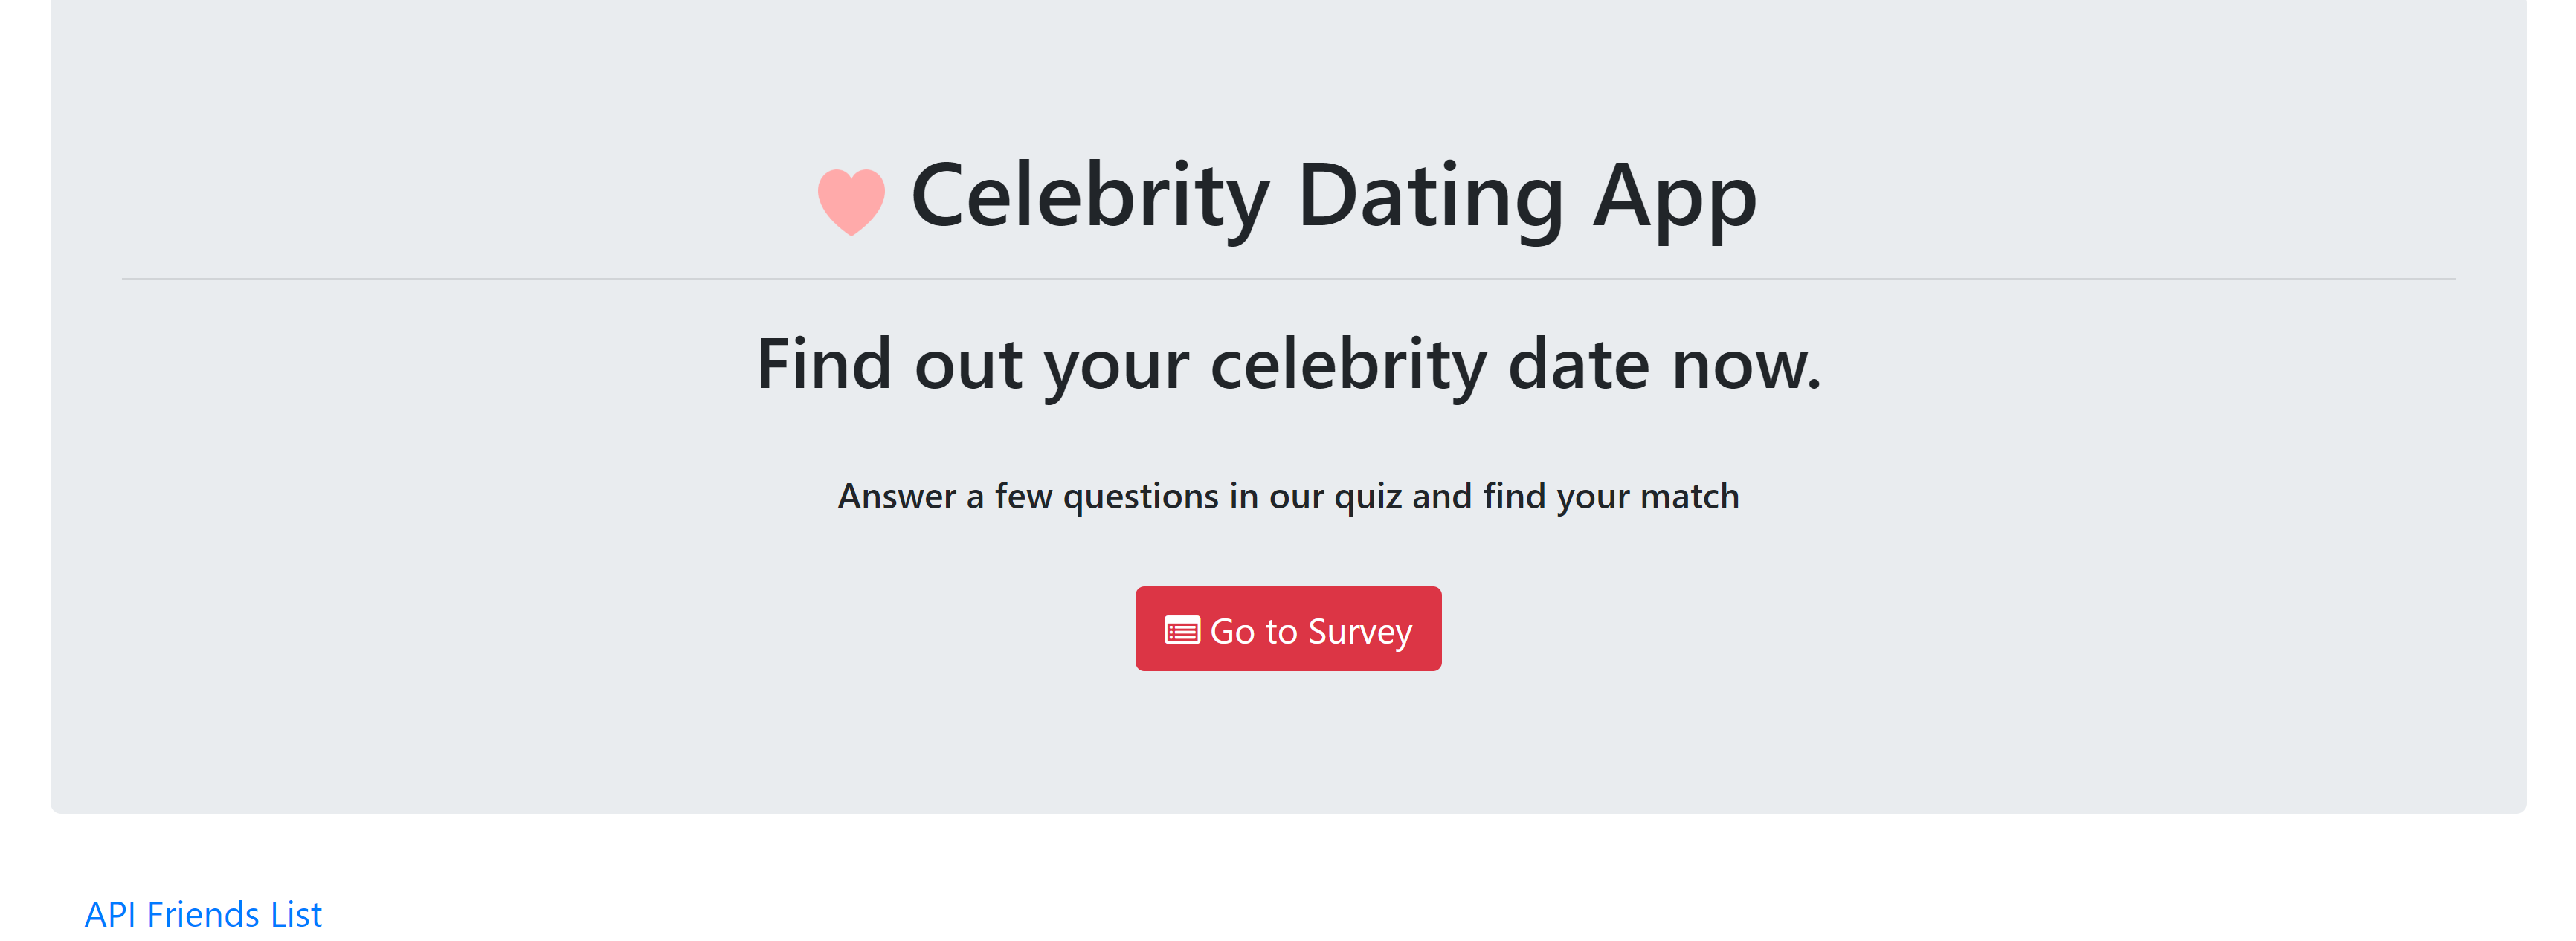 Celebrity Dating App
Find out your celebrity date now.
Answer a few questions in our quiz and find your match
Go to Survey
API Friends List